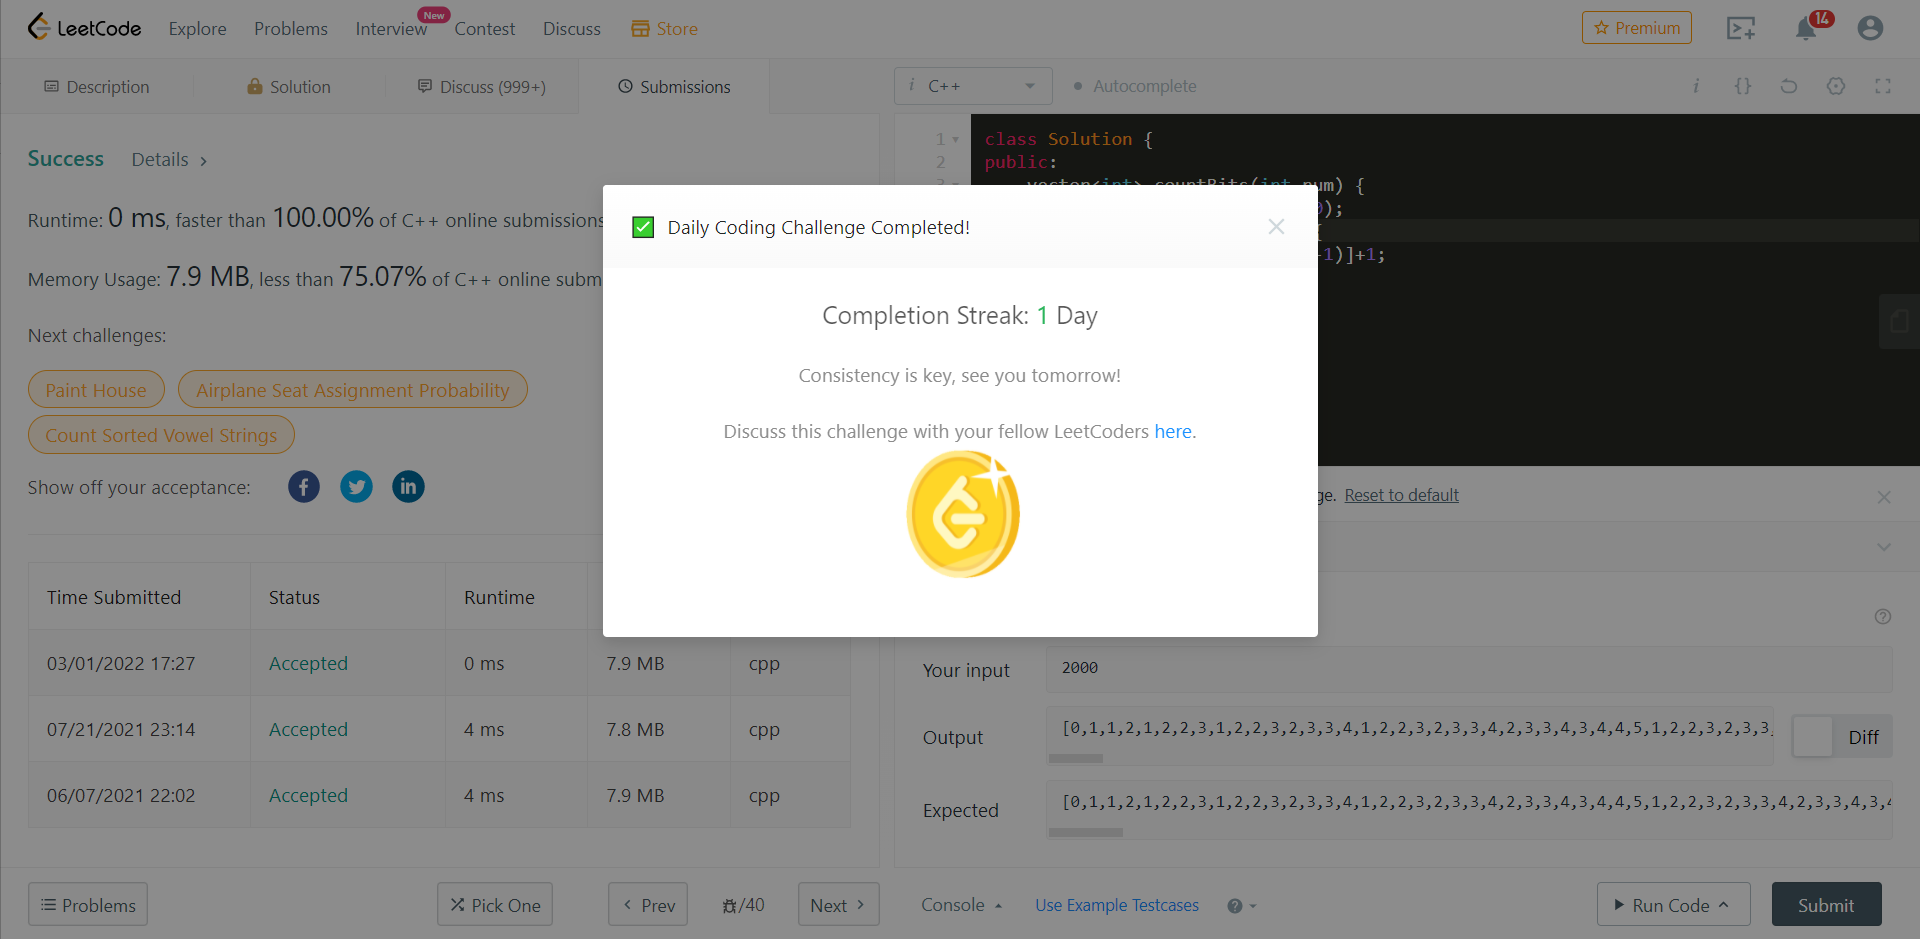 LeetCode Explore Problems Interview New Contest Discuss Store Premium 14
Description Solution Discuss (999+) Submissions
i C++ Autocomplete i {}
Success Details
Runtime: 0 ms, faster than 100.00% of C++ online submissions
Memory Usage: 7.9 MB, less than 75.07% of C++ online subm
Next challenges:
Paint House Airplane Seat Assignment Probability
Count Sorted Vowel Strings
Show off your acceptance:
Time Submitted Status Runtime
03/01/2022 17:27 Accepted 0 ms 7.9 MB cpp
07/21/2021 23:14 Accepted 4 ms 7.8 MB cpp
06/07/2021 22:02 Accepted 4 ms 7.9 MB cpp
Daily Coding Challenge Completed!
Completion Streak: 1 Day
Consistency is key, see you tomorrow!
Discuss this challenge with your fellow LeetCoders here.
1 class Solution {
2 public:
3 vector<int> countBits(int num) {
);
{
1)]+1;
ge. Reset to default
Your input 2000
Output [0,1,1,2,1,2,2,3,1,2,2,3,2,3,3,4,1,2,2,3,2,3,3,4,2,3,3,4,3,4,4,5,1,2,2,3,2,3,3, Diff
Expected [0,1,1,2,1,2,2,3,1,2,2,3,2,3,3,4,1,2,2,3,2,3,3,4,2,3,3,4,3,4,4,5,1,2,2,3,2,3,3,4,2,3,3,4,3,4
Problems Pick One Prev /40 Next Console Use Example Testcases Run Code Submit